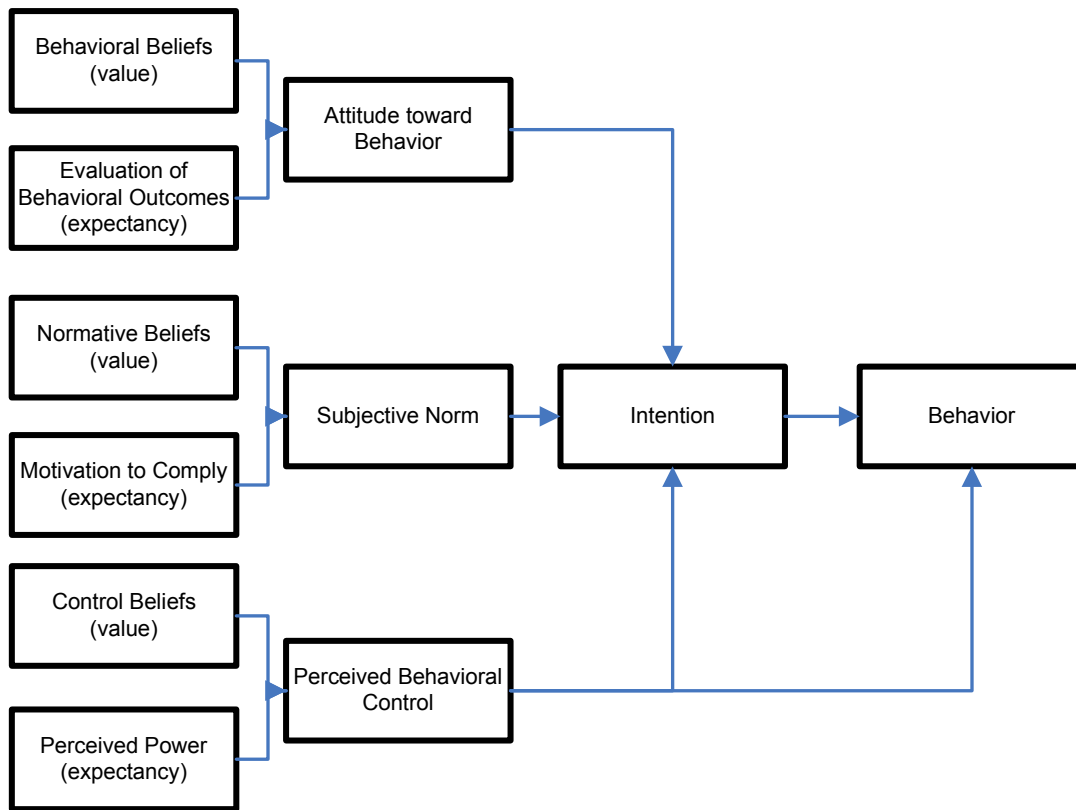 Behavioral Beliefs
(value)
Evaluation of
Behavioral Outcomes
(expectancy)
Attitude toward
Behavior
Normative Beliefs
(value)
Motivation to Comply
(expectancy)
Subjective Norm
Intention
Behavior
Control Beliefs
(value)
Perceived Power
(expectancy)
Perceived Behavioral
Control